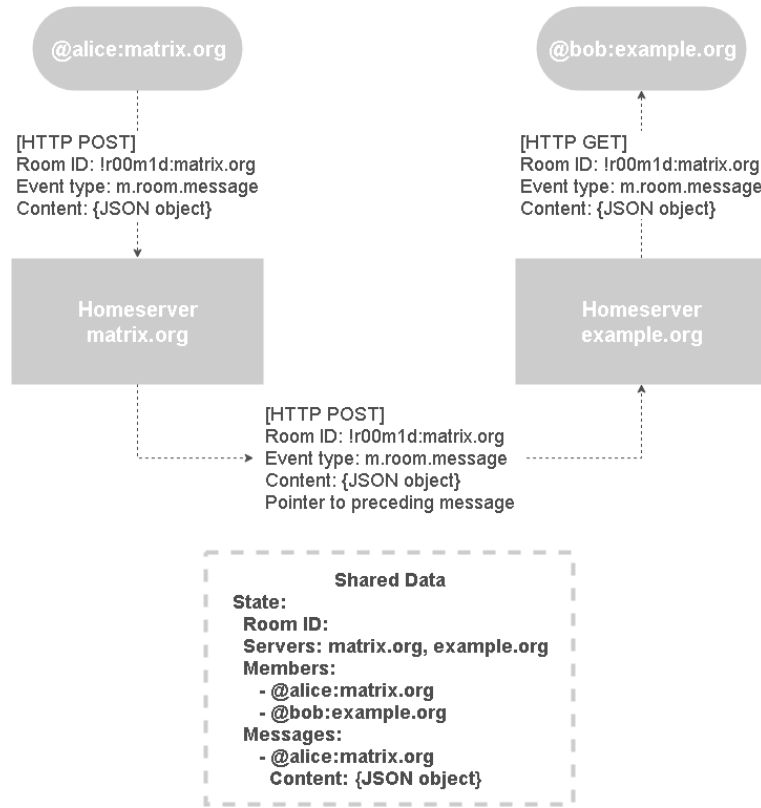 @alice:matrix.org
@bob:example.org
[HTTP POST]
Room ID: !r00m1d:matrix.org
Event type: m.room.message
Content: {JSON object}
[HTTP GET]
Room ID: !r00m1d:matrix.org
Event type: m.room.message
Content: {JSON object}
Homeserver
matrix.org
Homeserver
example.org
[HTTP POST]
Room ID: !r00m1d:matrix.org
Event type: m.room.message
Content: {JSON object}
Pointer to preceding message
Shared Data
State:
Room ID:
Servers: matrix.org, example.org
Members:
- @alice:matrix.org
- @bob:example.org
Messages:
- @alice:matrix.org
Content: {JSON object}